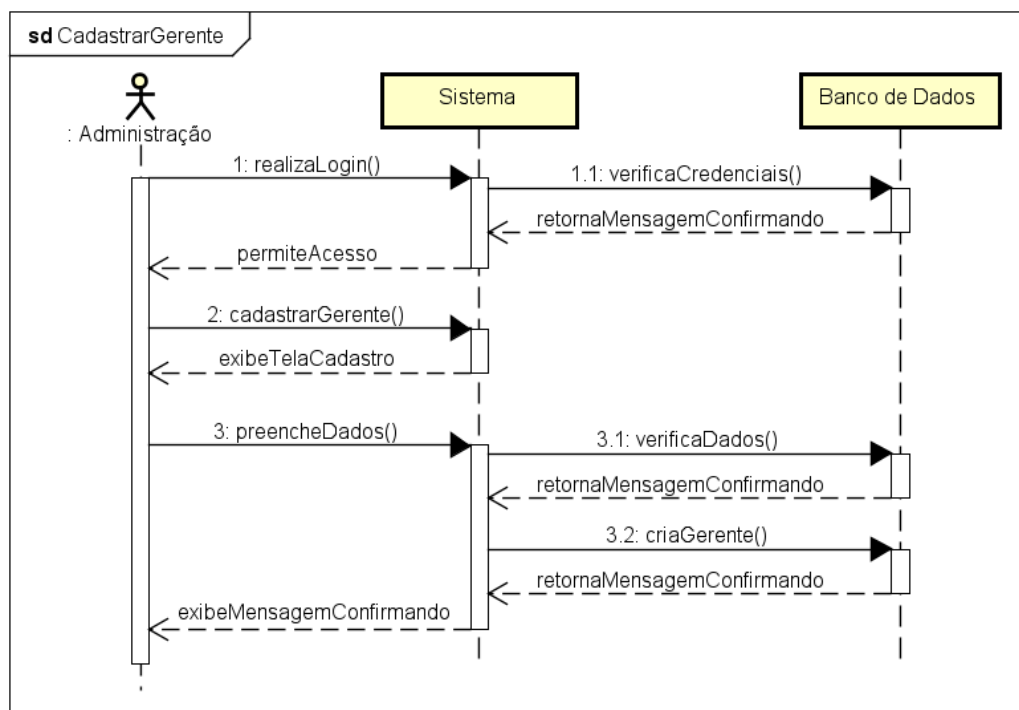 sd CadastrarGerente
: Administração
Sistema
Banco de Dados
1: realizaLogin()
1.1: verificaCredenciais()
retornaMensagemConfirmando
permiteAcesso
2: cadastrarGerente()
exibeTelaCadastro
3: preencheDados()
3.1: verificaDados()
retornaMensagemConfirmando
3.2: criaGerente()
retornaMensagemConfirmando
exibeMensagemConfirmando